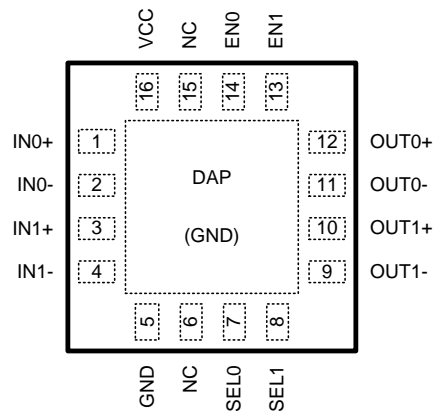 VCC NC EN0 EN1
16 15 14 13
IN0+ 1 12 OUT0+
IN0- 2 DAP 11 OUT0-
IN1+ 3 (GND) 10 OUT1+
IN1- 4 9 OUT1-
5 6 7 8
GND NC SEL0 SEL1